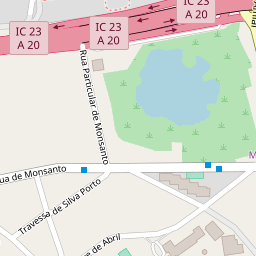 IC 23
A 20
IC 23
A 20
IC 23
A 20
Rua Particular de Monsanto
ua de Monsanto
M
Travessa de Silva Porto
e de Abril